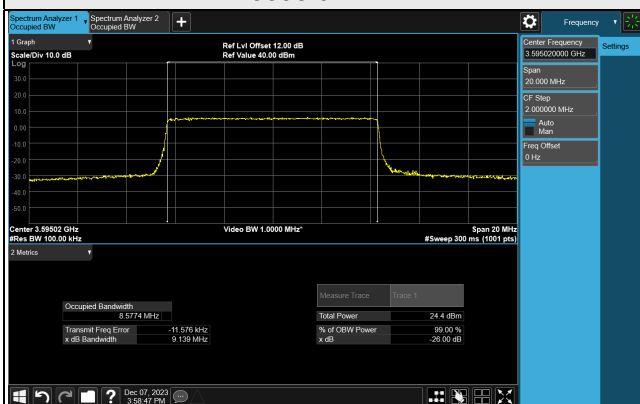 Spectrum Analyzer 1
Occupied BW
Spectrum Analyzer 2
Occupied BW
Frequency
1 Graph
Scale/Div 10.0 dB
Ref Lvl Offset 12.00 dB
Ref Value 40.00 dBm
Log
30.0
20.0
10.0
0.00
-10.0
-20.0
-30.0
-40.0
-50.0
Center 3.59502 GHz
#Res BW 100.00 kHz
Video BW 1.0000 MHz*
Span 20 MHz
#Sweep 300 ms (1001 pts)
Center Frequency
3.595020000 GHz
Settings
Span
20.000 MHz
CF Step
2.000000 MHz
Auto
Man
Freq Offset
0 Hz
2 Metrics
Occupied Bandwidth
8.5774 MHz
Transmit Freq Error -11.576 kHz
x dB Bandwidth 9.139 MHz
Measure Trace Trace 1
Total Power 24.4 dBm
% of OBW Power 99.00 %
x dB -26.00 dB
Dec 07, 2023
3:58:47 PM